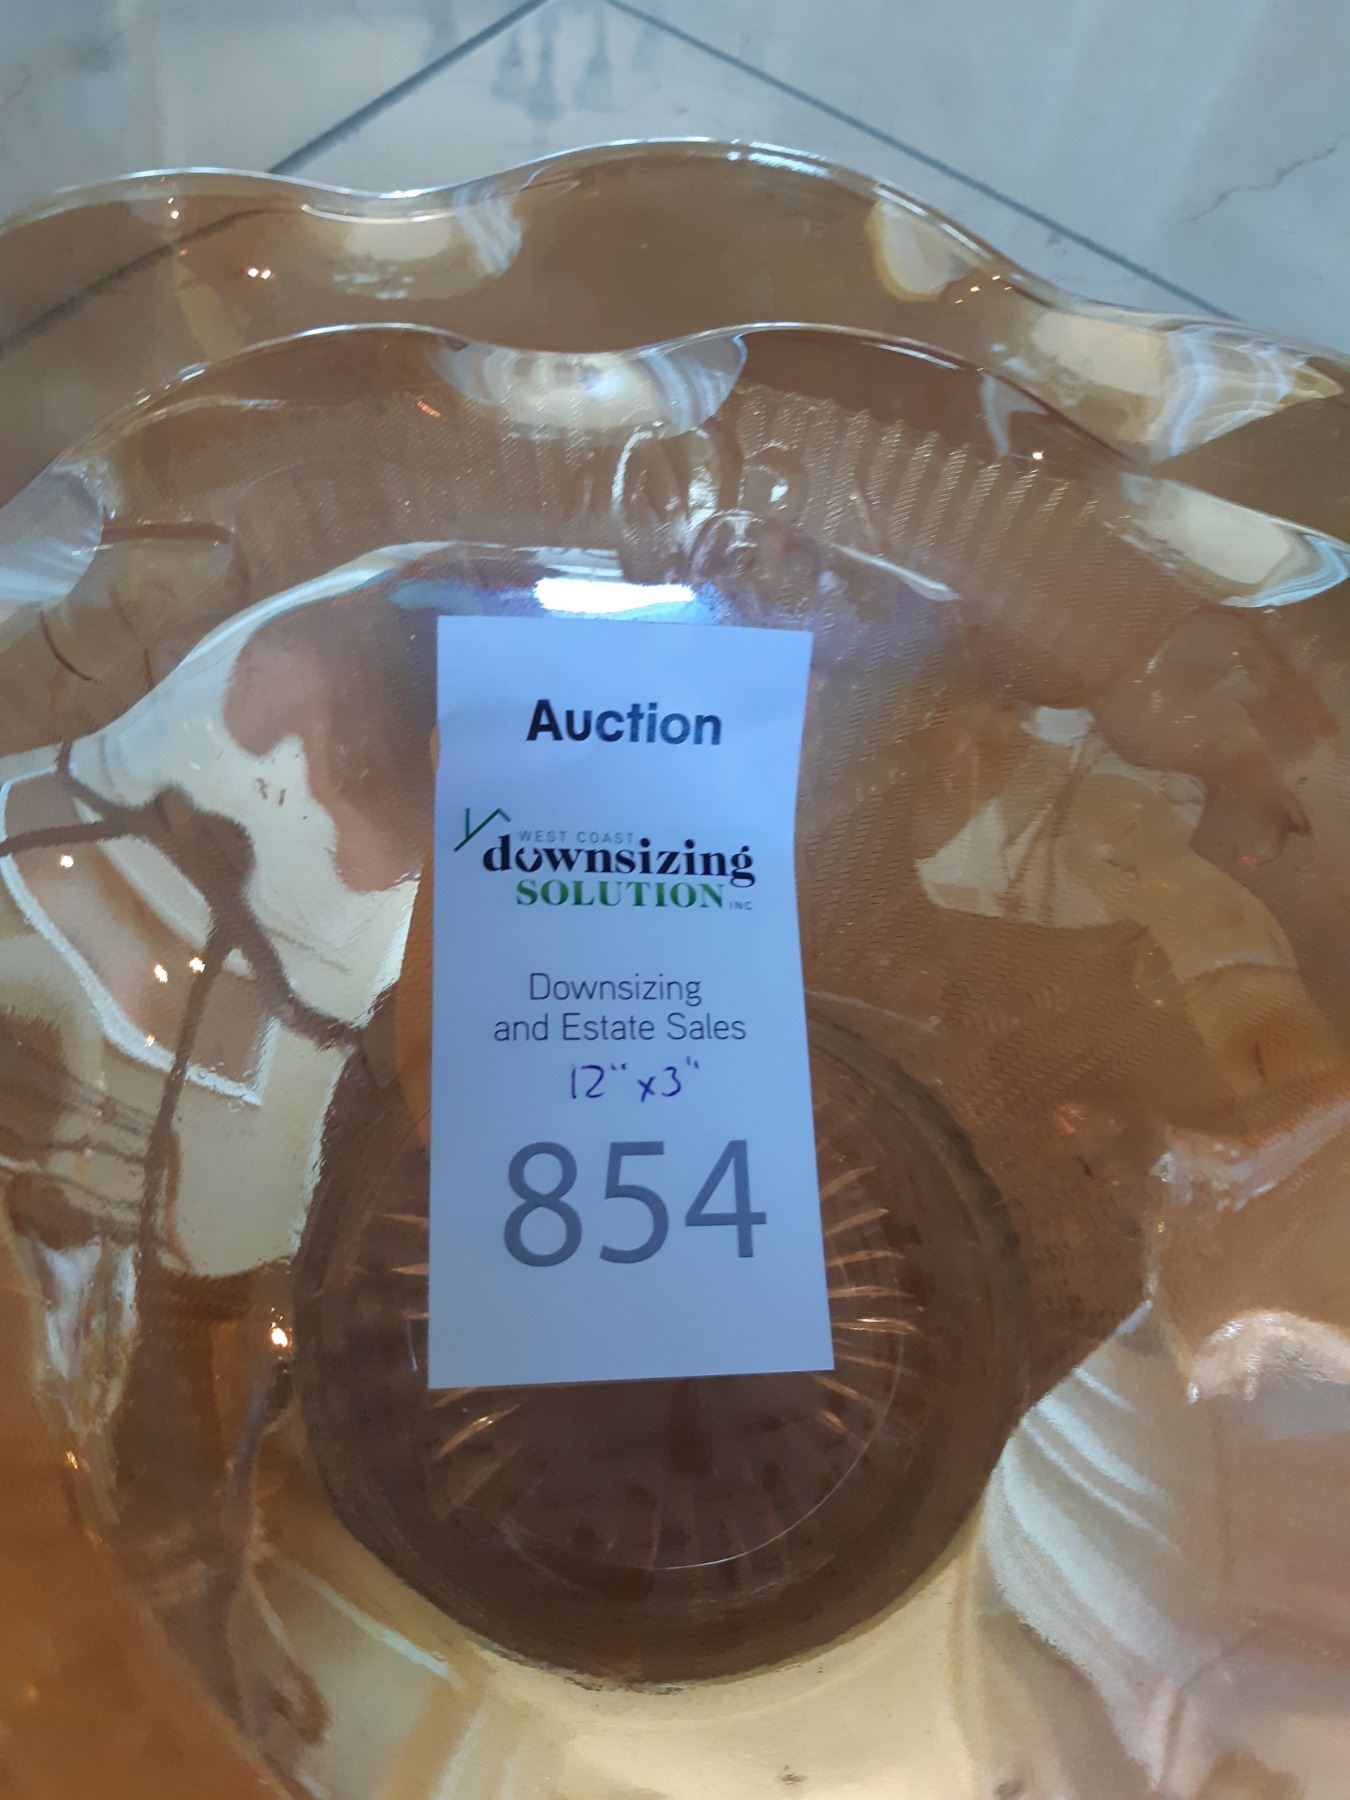 Auction
WEST COAST
downsizing
SOLUTION INC
Downsizing
and Estate Sales
12" x3"
854